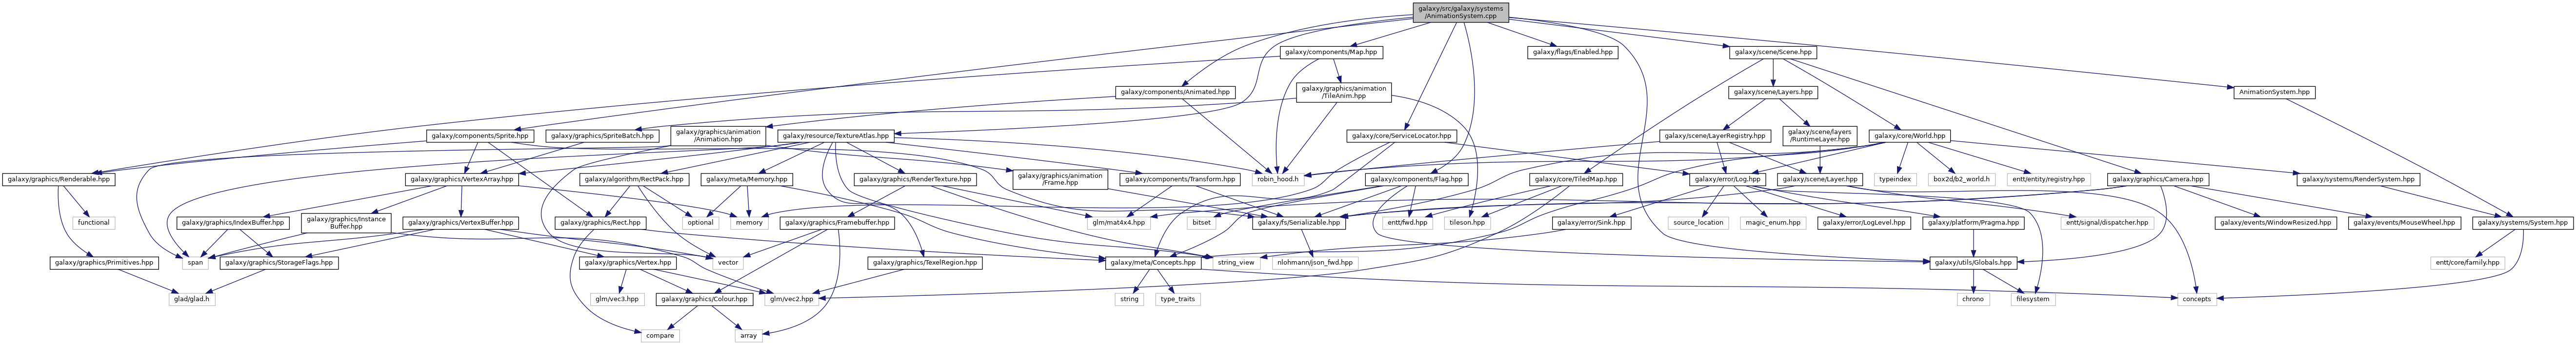 galaxy/src/galaxy/systems
/AnimationSystem.cpp
galaxy/components/Map.hpp
galaxy/flags/Enabled.hpp
galaxy/scene/Scene.hpp
galaxy/components/Animated.hpp
galaxy/graphics/animation
/TileAnim.hpp
galaxy/scene/Layers.hpp
AnimationSystem.hpp
galaxy/components/Sprite.hpp
galaxy/graphics/SpriteBatch.hpp
galaxy/graphics/animation
/Animation.hpp
galaxy/resource/TextureAtlas.hpp
galaxy/core/ServiceLocator.hpp
galaxy/scene/LayerRegistry.hpp
galaxy/scene/layers
/RuntimeLayer.hpp
galaxy/core/World.hpp
galaxy/graphics/Renderable.hpp
galaxy/graphics/VertexArray.hpp
galaxy/algorithm/RectPack.hpp
galaxy/meta/Memory.hpp
galaxy/graphics/RenderTexture.hpp
galaxy/graphics/animation
/Frame.hpp
galaxy/components/Transform.hpp
robin_hood.h
galaxy/components/Flag.hpp
galaxy/core/TiledMap.hpp
galaxy/error/Log.hpp
galaxy/scene/Layer.hpp
typeindex
box2d/b2_world.h
entt/entity/registry.hpp
galaxy/graphics/Camera.hpp
galaxy/systems/RenderSystem.hpp
functional
galaxy/graphics/IndexBuffer.hpp
galaxy/graphics/Instance
Buffer.hpp
galaxy/graphics/VertexBuffer.hpp
galaxy/graphics/Rect.hpp
optional
memory
galaxy/graphics/Framebuffer.hpp
glm/mat4x4.hpp
bitset
galaxy/fs/Serializable.hpp
entt/fwd.hpp
tileson.hpp
galaxy/error/Sink.hpp
source_location
magic_enum.hpp
galaxy/error/LogLevel.hpp
galaxy/platform/Pragma.hpp
entt/signal/dispatcher.hpp
galaxy/events/WindowResized.hpp
galaxy/events/MouseWheel.hpp
galaxy/systems/System.hpp
galaxy/graphics/Primitives.hpp
span
galaxy/graphics/StorageFlags.hpp
galaxy/graphics/Vertex.hpp
vector
galaxy/graphics/TexelRegion.hpp
galaxy/meta/Concepts.hpp
string_view
nlohmann/json_fwd.hpp
galaxy/utils/Globals.hpp
entt/core/family.hpp
glad/glad.h
glm/vec3.hpp
galaxy/graphics/Colour.hpp
glm/vec2.hpp
string
type_traits
chrono
filesystem
concepts
compare
array